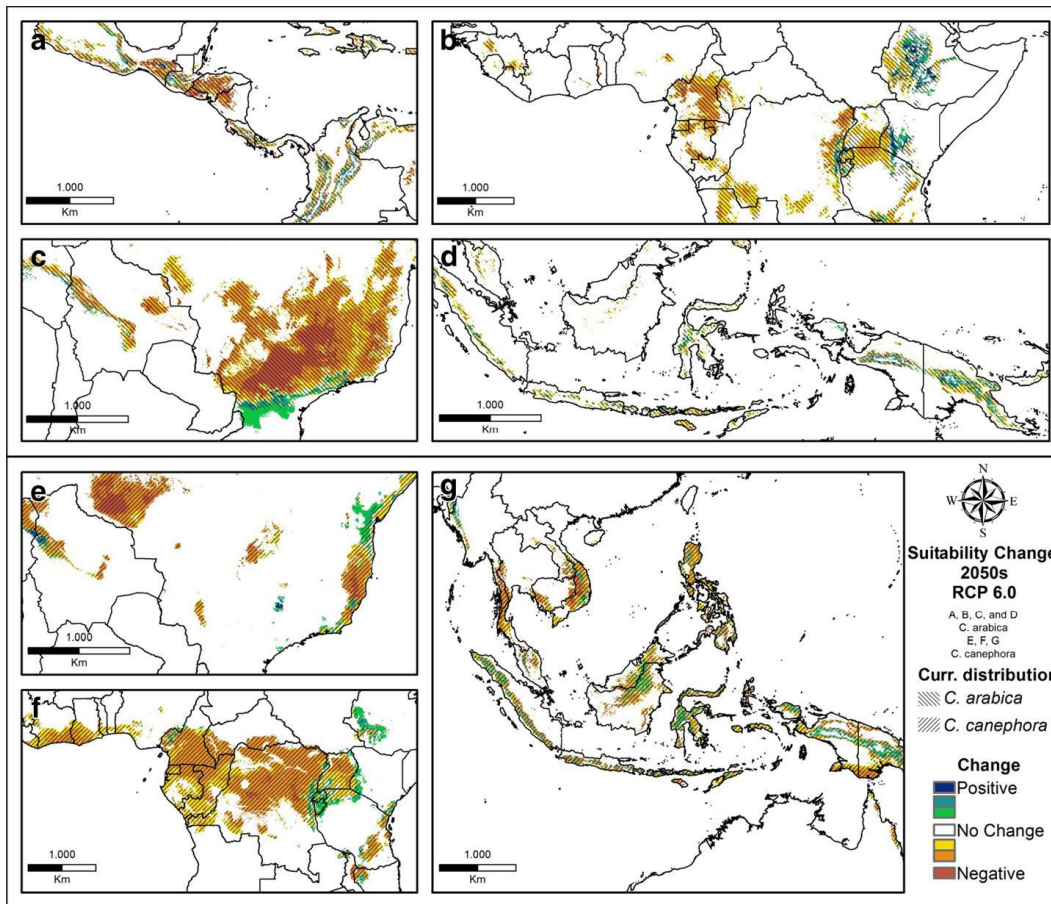 a
1.000
Km
b
1.000
Km
c
1.000
Km
d
1.000
Km
e
1.000
Km
f
1.000
Km
g
N
W E
S
Suitability Change
2050s
RCP 6.0
A, B, C, and D
C. arabica
E, F, G
C. canephora
Curr. distribution
C. arabica
C. canephora
Change
Positive
No Change
Negative